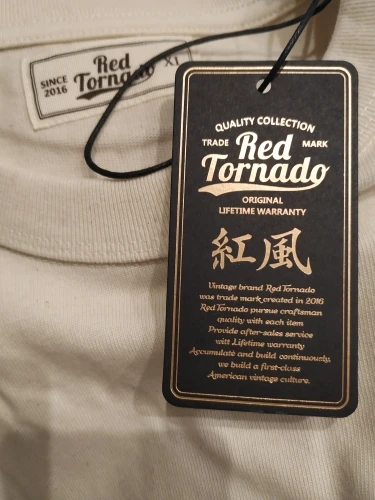 SINCE
2016
Red
Tornado
XL
QUALITY COLLECTION
TRADE Red MARK
Tornado
ORIGINAL
LIFETIME WARRANTY
紅風
Vintage brand Red Tornado
was trade mark created in 2016
Red Tornado pursue craftsman
quality with each item
Provide after-sales service
witt Lifetime warranty
Accumulate and build continuously,
we build a first-class
American vintage culture.